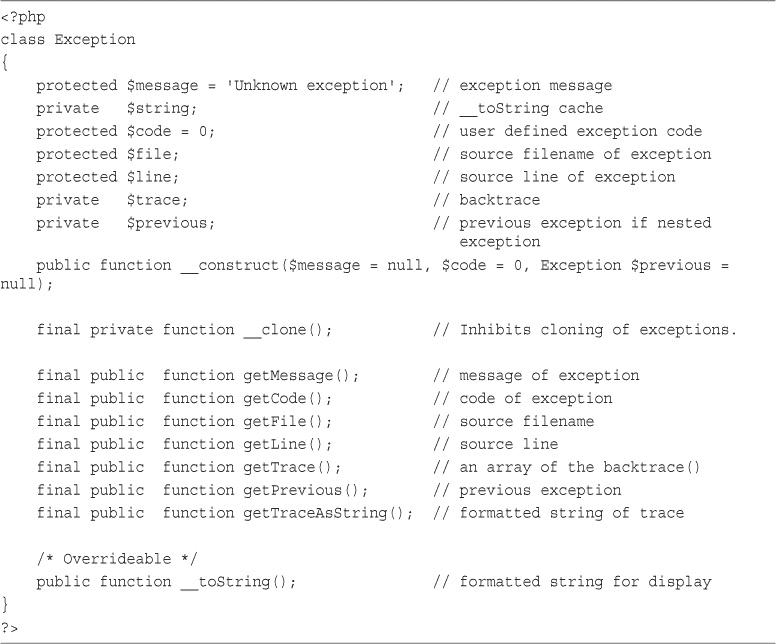 <?php
class Exception
{
    protected $message = 'Unknown exception';   // exception message
    private   $string;                          // __toString cache
    protected $code = 0;                        // user defined exception code
    protected $file;                            // source filename of exception
    protected $line;                            // source line of exception
    private   $trace;                           // backtrace
    private   $previous;                        // previous exception if nested
                                                   exception
    public function __construct($message = null, $code = 0, Exception $previous =
null);

    final private function __clone();           // Inhibits cloning of exceptions.

    final public  function getMessage();        // message of exception
    final public  function getCode();           // code of exception
    final public  function getFile();           // source filename
    final public  function getLine();           // source line
    final public  function getTrace();          // an array of the backtrace()
    final public  function getPrevious();       // previous exception
    final public  function getTraceAsString();  // formatted string of trace

    /* Overrideable */
    public function __toString();               // formatted string for display
}
?>